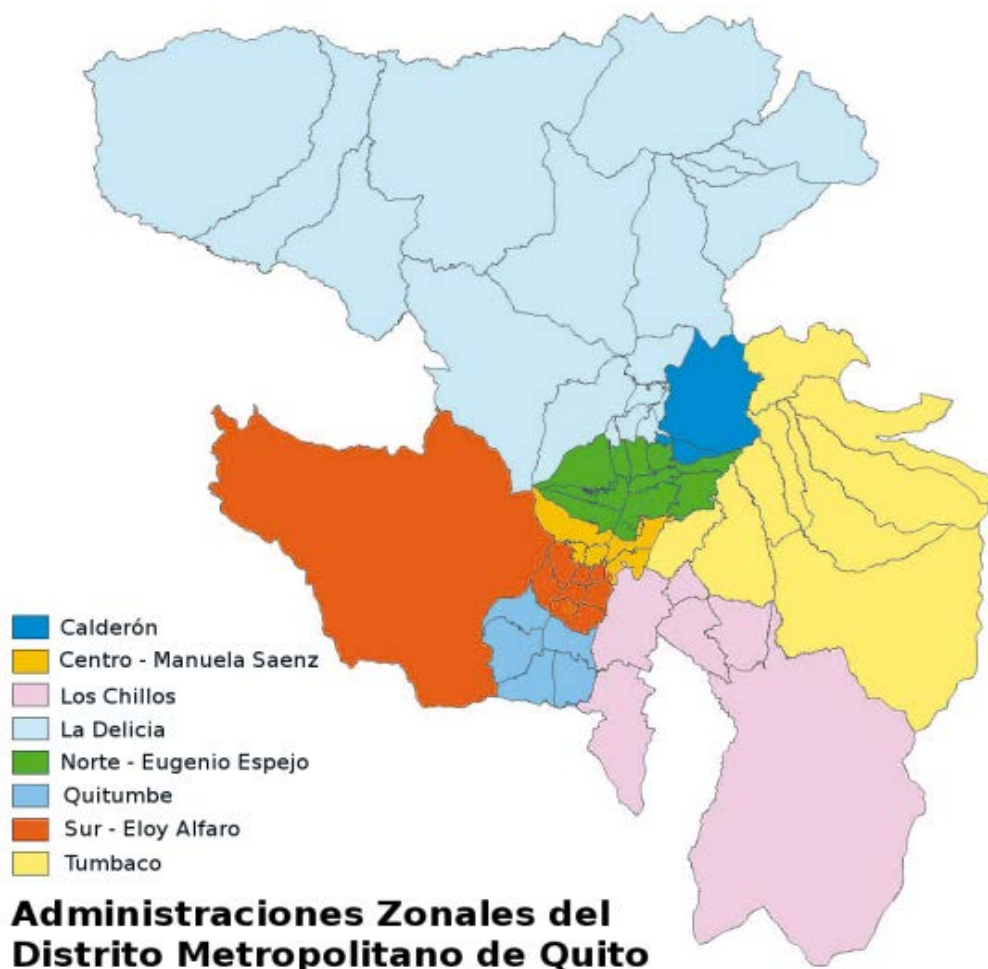 Calderón
Centro - Manuela Saenz
Los Chillos
La Delicia
Norte - Eugenio Espejo
Quitumbe
Sur - Eloy Alfaro
Tumbaco
Administraciones Zonales del
Distrito Metropolitano de Quito